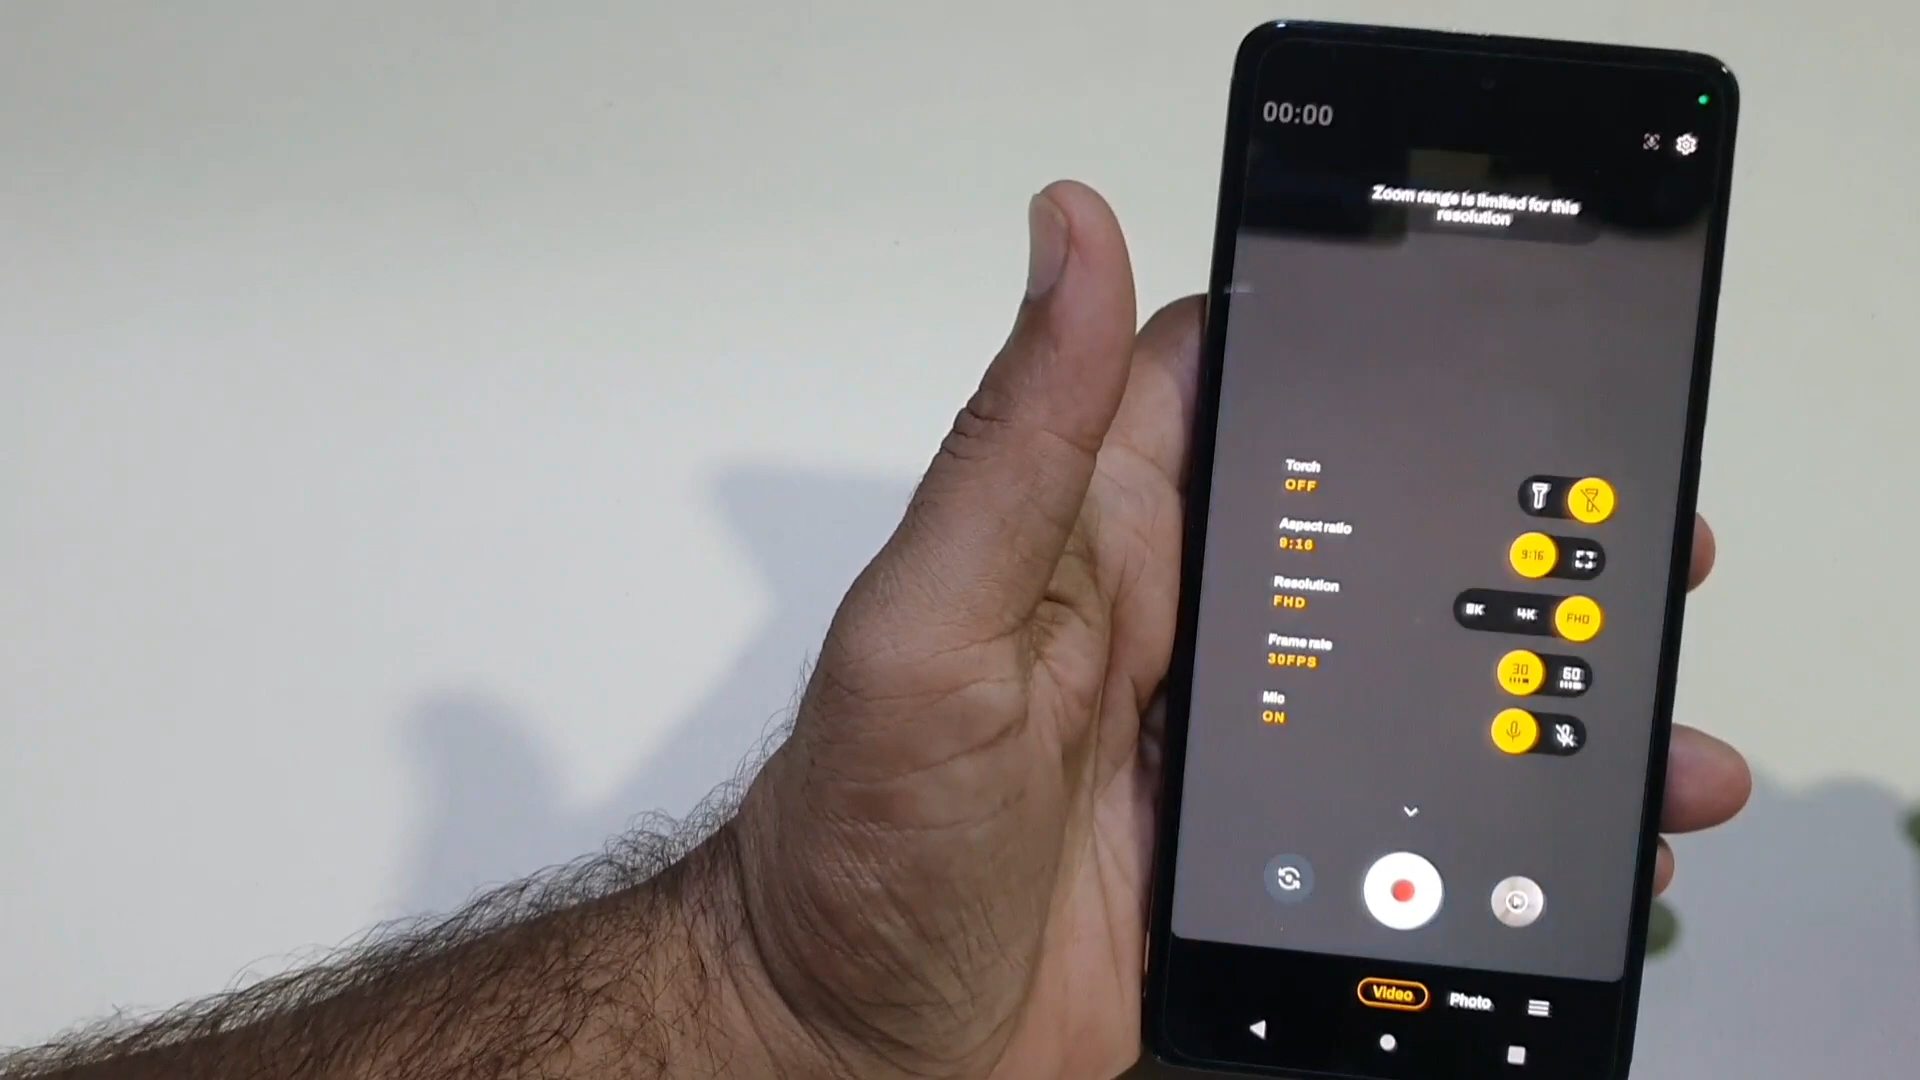 00:00
Zoom range is limited for this
resolution
Torch
OFF
Aspect ratio
9:16
9:16
Resolution
FHD
8K 4K FHD
Frame rate
30FPS
30 60
Mic
ON
Video Photo